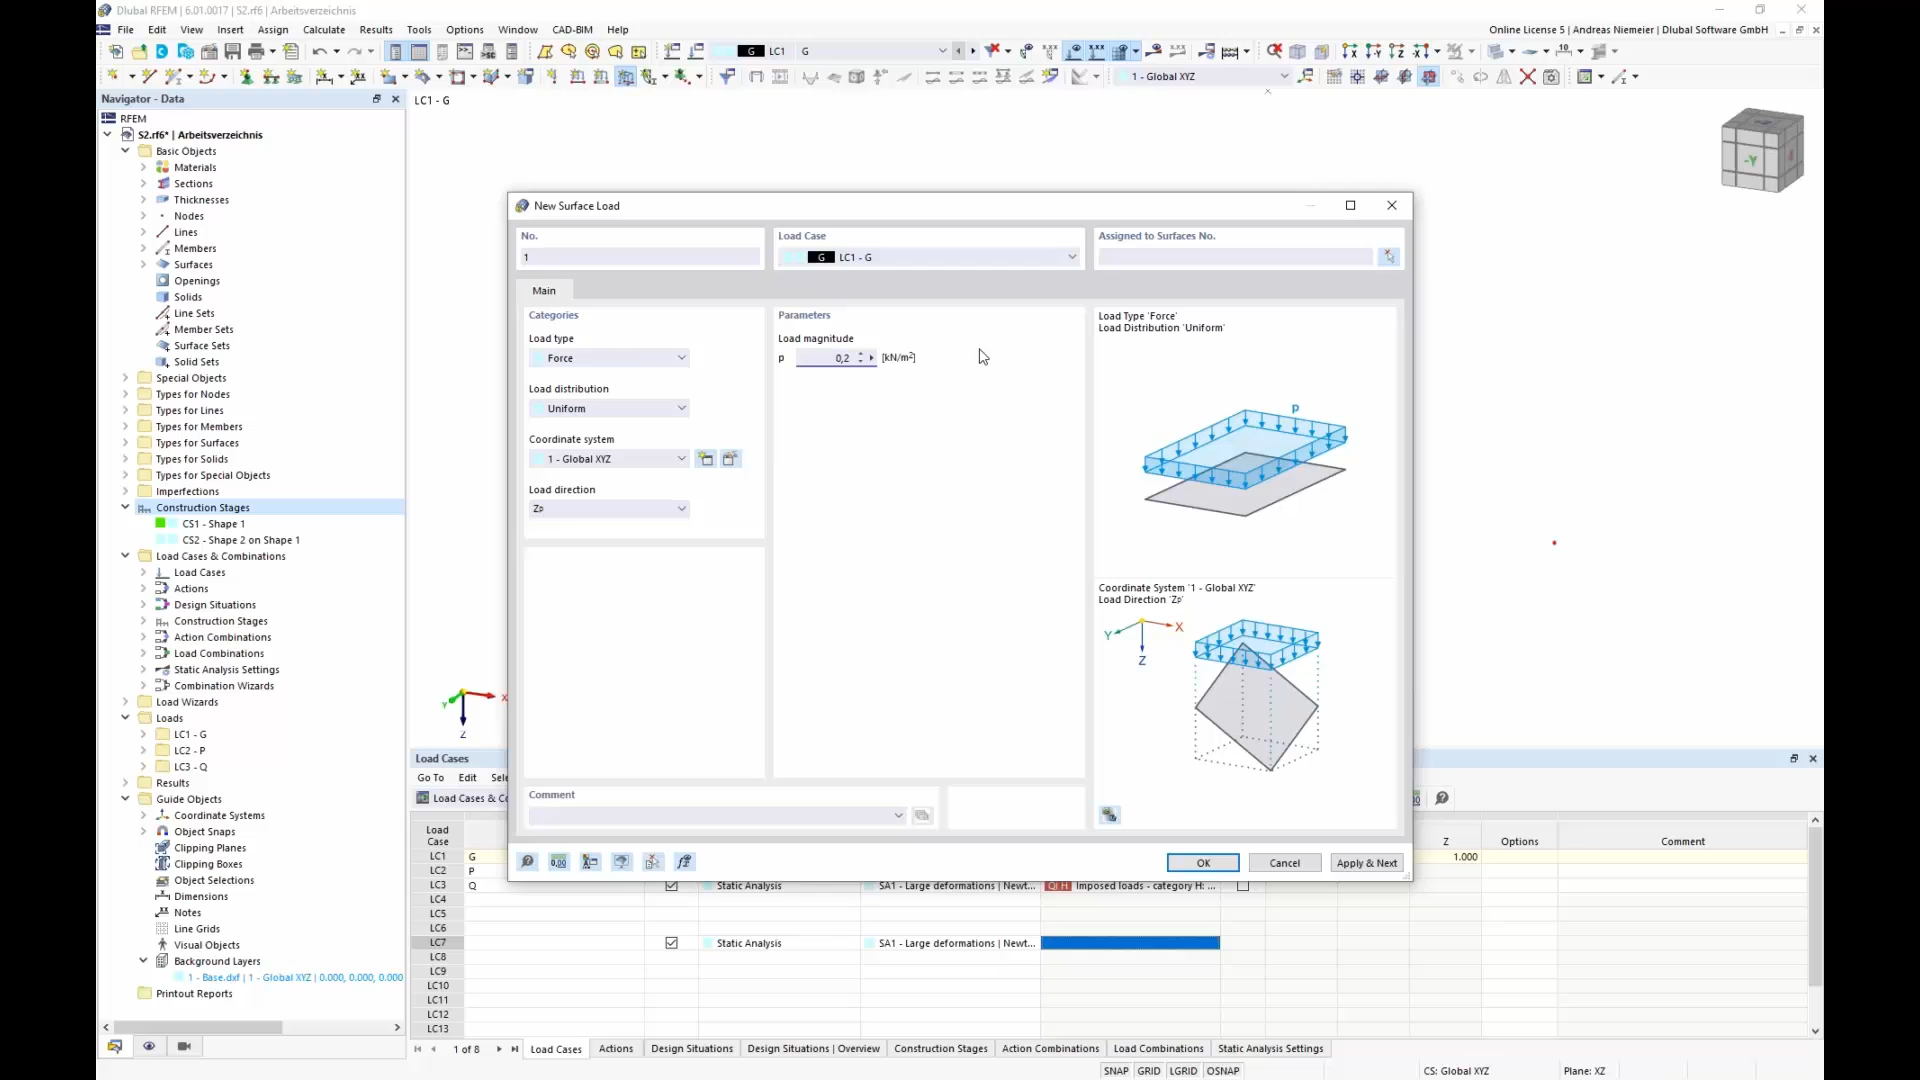 Dlubal RFEM | 6.01.0017 | S2.rf6 | Arbeitsverzeichnis
File Edit View Insert Assign Calculate Results Tools Options Window CAD-BIM Help
Online License 5 | Andreas Niemeier | Dlubal Software GmbH
G LC1 G
1 - Global XYZ
Navigator - Data
LC1 - G
RFEM
S2.rf6* | Arbeitsverzeichnis
Basic Objects
Materials
Sections
Thicknesses
Nodes
Lines
Members
Surfaces
Openings
Solids
Line Sets
Member Sets
Surface Sets
Solid Sets
Special Objects
Types for Nodes
Types for Lines
Types for Members
Types for Surfaces
Types for Solids
Types for Special Objects
Imperfections
Construction Stages
CS1 - Shape 1
CS2 - Shape 2 on Shape 1
Load Cases & Combinations
Load Cases
Actions
Design Situations
Construction Stages
Action Combinations
Load Combinations
Static Analysis Settings
Combination Wizards
Load Wizards
Loads
LC1 - G
LC2 - P
LC3 - Q
Results
Guide Objects
Coordinate Systems
Object Snaps
Clipping Planes
Clipping Boxes
Object Selections
Dimensions
Notes
Line Grids
Visual Objects
Background Layers
1 - Base.dxf | 1 - Global XYZ | 0.000, 0.000, 0.000
Printout Reports
-Y
X
Y
Z
New Surface Load
No.
1
Load Case
G LC1 - G
Assigned to Surfaces No.
Main
Categories
Load type
Force
Load distribution
Uniform
Coordinate system
1 - Global XYZ
Load direction
ZP
Parameters
Load magnitude
p 0,2 [kN/m2]
Load Type 'Force'
Load Distribution 'Uniform'
p
Coordinate System '1 - Global XYZ'
Load Direction 'ZP'
Y X
Z
Comment
OK Cancel Apply & Next
Load Cases
Go To Edit
Load Cases & Co
Load
Case
Z Options Comment
LC1 G 1.000
LC2 P
LC3 Q Static Analysis SA1 - Large deformations | Newt... QI H Imposed loads - category H: ...
LC4
LC5
LC6
LC7 Static Analysis SA1 - Large deformations | Newt...
LC8
LC9
LC10
LC11
LC12
LC13
1 of 8 Load Cases Actions Design Situations Design Situations | Overview Construction Stages Action Combinations Load Combinations Static Analysis Settings
SNAP GRID LGRID OSNAP CS: Global XYZ Plane: XZ